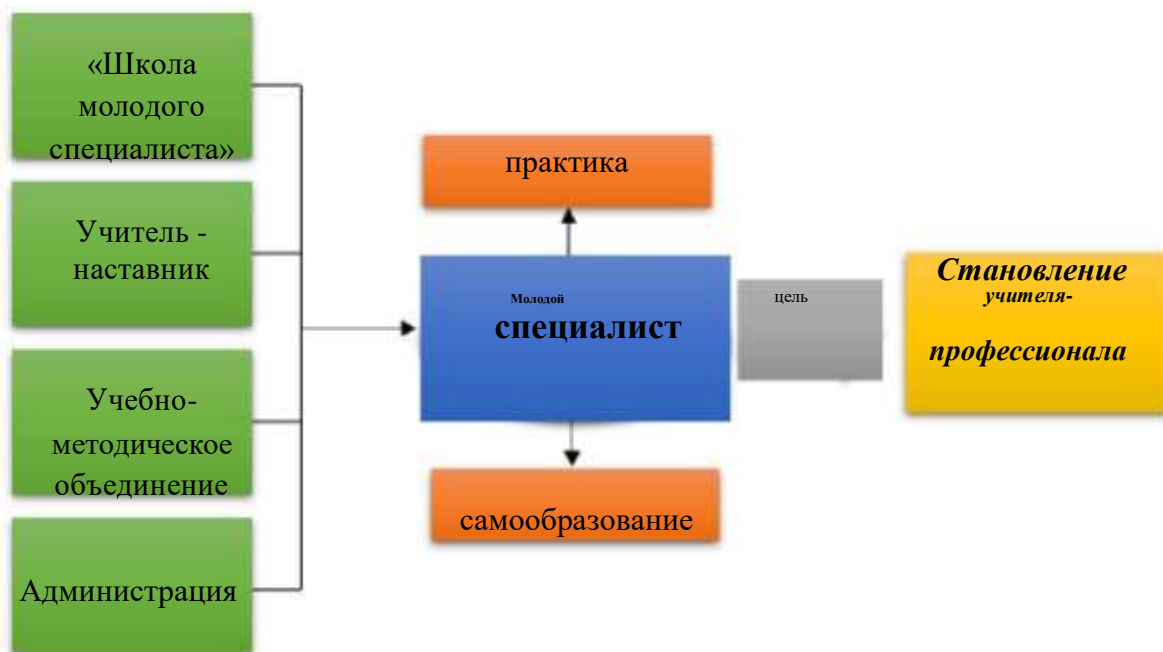 «Школа
молодого
специалиста»
Учитель -
наставник
Учебно-
методическое
объединение
Администрация
практика
Молодой
специалист
самообразование
цель
Становление
учителя-
профессионала